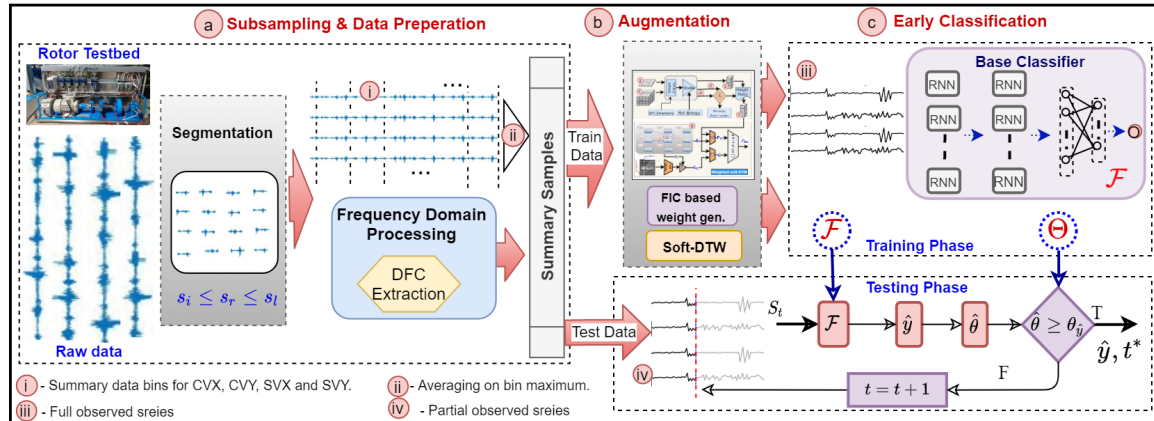 a Subsampling & Data Preperation
b Augmentation
c Early Classification
Rotor Testbed
Raw data
Segmentation
s_i ≤ s_r ≤ s_l
i
...
...
...
ii
Frequency Domain
Processing
DFC
Extraction
Summary Samples
Train
Data
Test Data
Weighted soft-DTW
FIC based
weight gen.
Soft-DTW
iii
Base Classifier
RNN
RNN
RNN
RNN
RNN
RNN
O
F
F
Θ
Training Phase
Testing Phase
S_t
F
ŷ
θ̂
θ̂ ≥ θ_ŷ
T
ŷ, t*
F
t = t + 1
iv
i - Summary data bins for CVX, CVY, SVX and SVY.
ii - Averaging on bin maximum.
iii - Full observed sreies
iv - Partial observed sreies